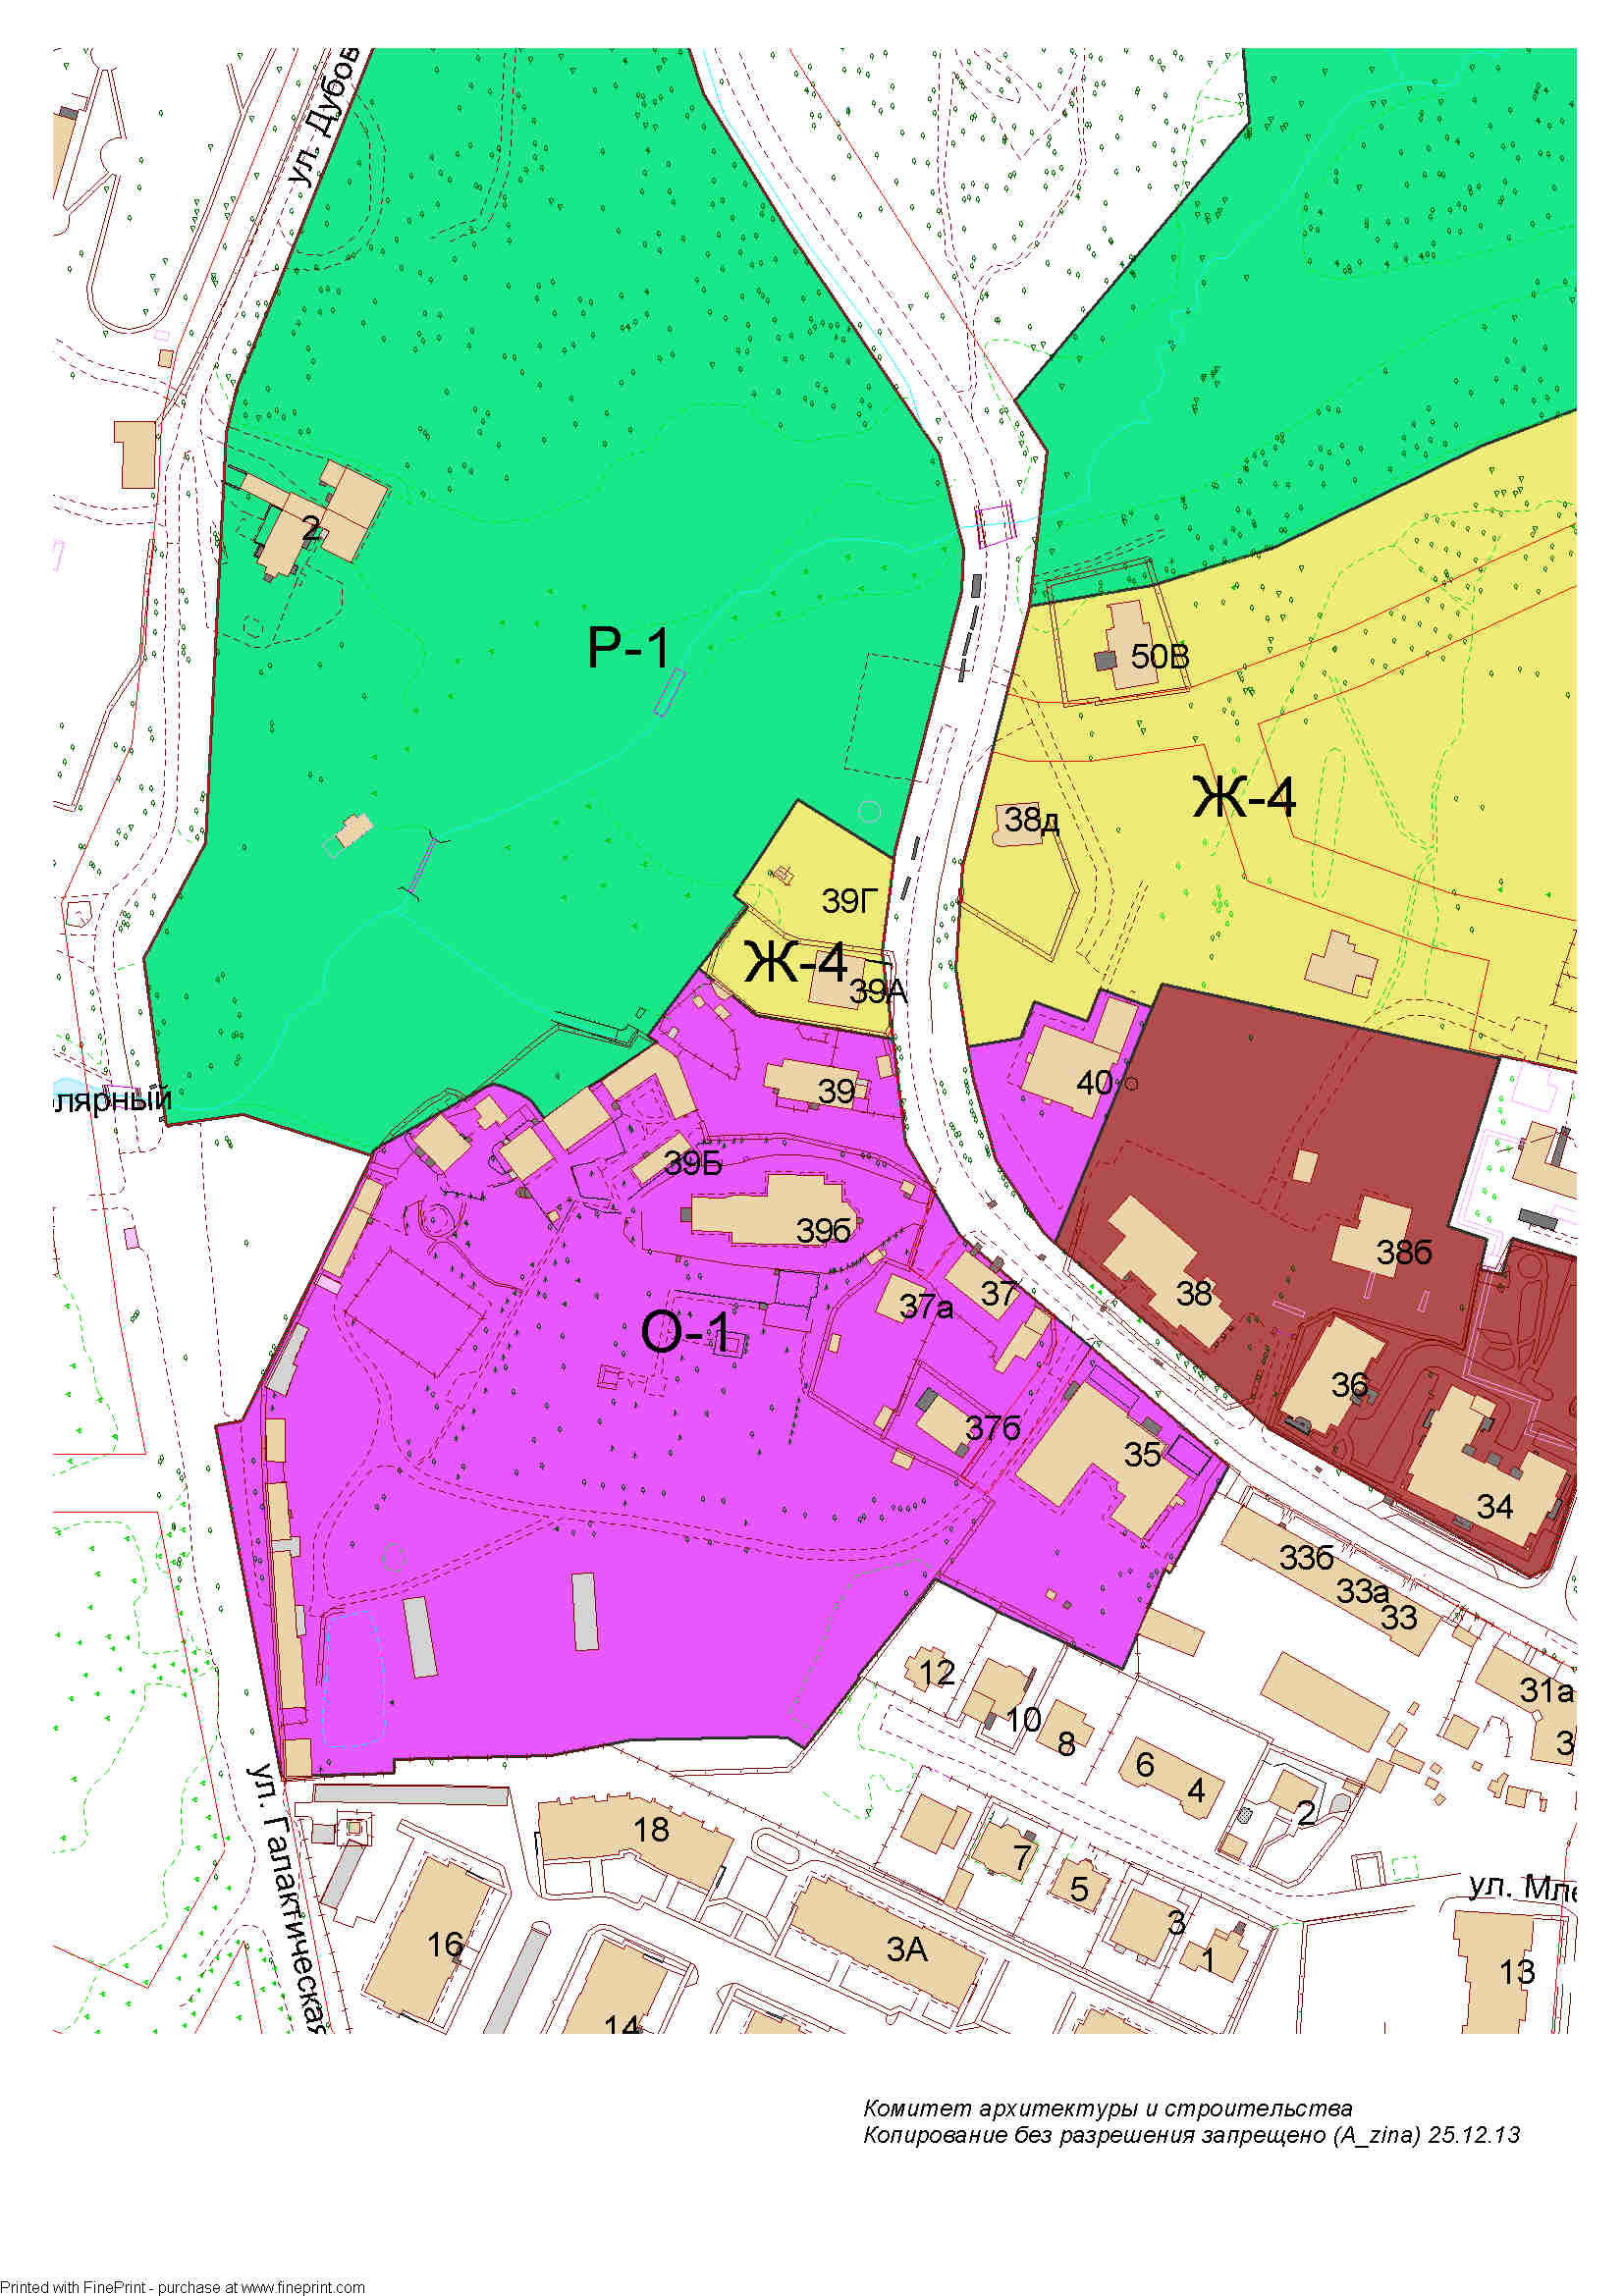 ул. Дубов
2
Р-1
50В
Ж-4
38д
39Г
Ж-4
39А
лярный
39
40
39Б
39б
38б
37
38
37а
О-1
36
37б
35
34
33б
33а
33
12
31а
10
8
3
6
4
2
ул. Галактическая
18
7
5
ул. Мле
3
16
3А
1
13
14
Комитет архитектуры и строительства
Копирование без разрешения запрещено (A_zina) 25.12.13
Printed with FinePrint - purchase at www.fineprint.com